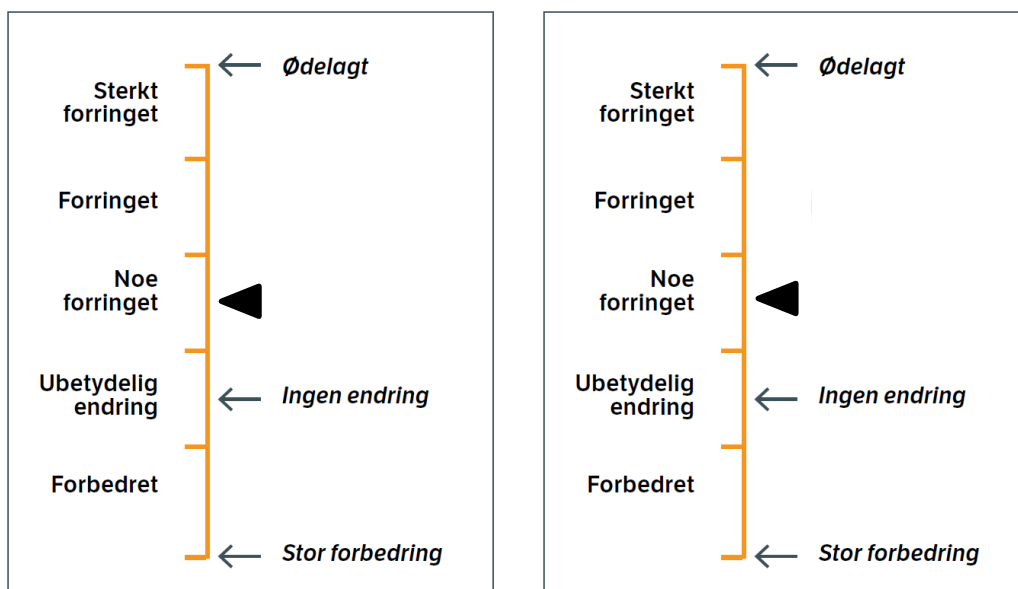 Ødelagt
Sterkt
forringet
Forringet
Noe
forringet
Ubetydelig
endring
Ingen endring
Forbedret
Stor forbedring
Ødelagt
Sterkt
forringet
Forringet
Noe
forringet
Ubetydelig
endring
Ingen endring
Forbedret
Stor forbedring